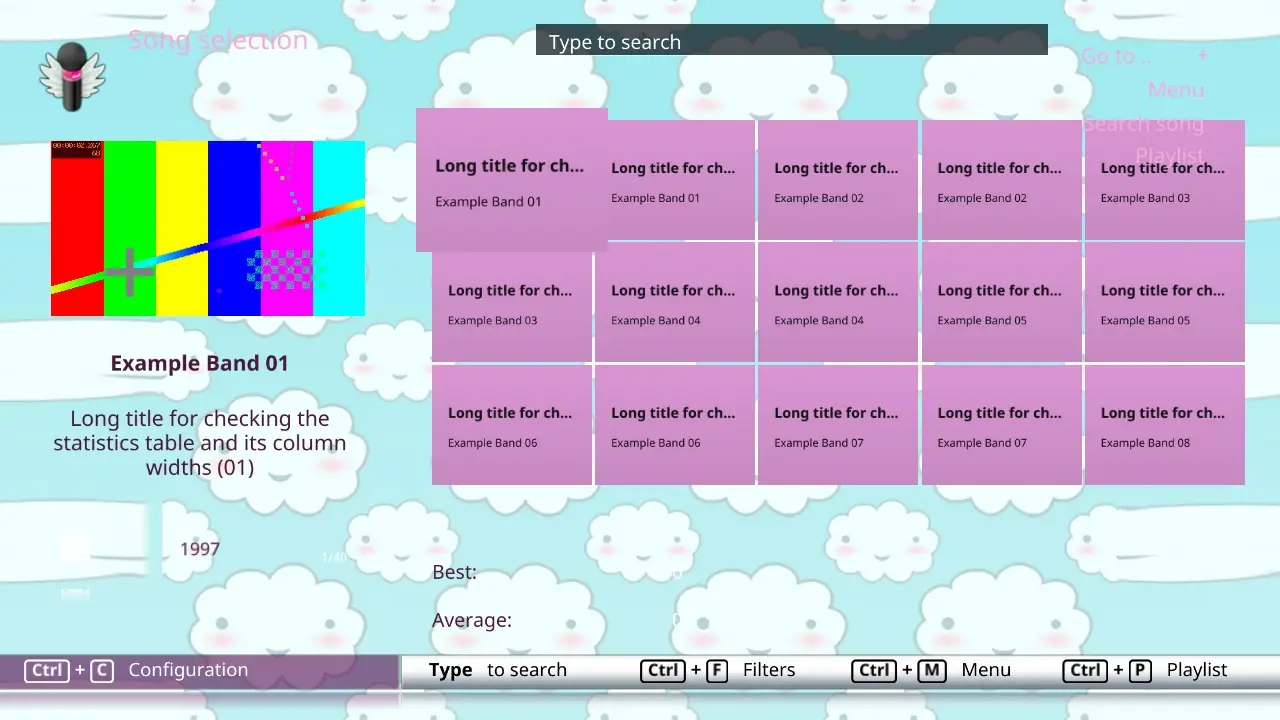 Song selection
Type to search
Go to .. +
Menu
Search song
Playlist
00:00:02.267
60
Long title for ch...
Example Band 01
Long title for ch...
Example Band 01
Long title for ch...
Example Band 02
Long title for ch...
Example Band 02
Long title for ch...
Example Band 03
Long title for ch...
Example Band 03
Long title for ch...
Example Band 04
Long title for ch...
Example Band 04
Long title for ch...
Example Band 05
Long title for ch...
Example Band 05
Long title for ch...
Example Band 06
Long title for ch...
Example Band 06
Long title for ch...
Example Band 07
Long title for ch...
Example Band 07
Long title for ch...
Example Band 08
Example Band 01
Long title for checking the
statistics table and its column
widths (01)
1997
1/40
Best: 0
Average: 0
Ctrl + C Configuration
Type to search
Ctrl + F Filters
Ctrl + M Menu
Ctrl + P Playlist